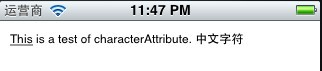 运营商 11:47 PM
This is a test of characterAttribute. 中文字符